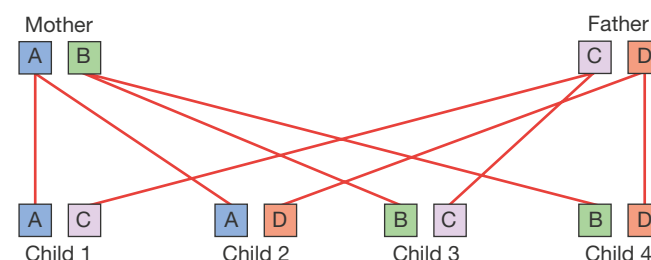 Mother Father
A B C D
A C A D B C B D
Child 1 Child 2 Child 3 Child 4